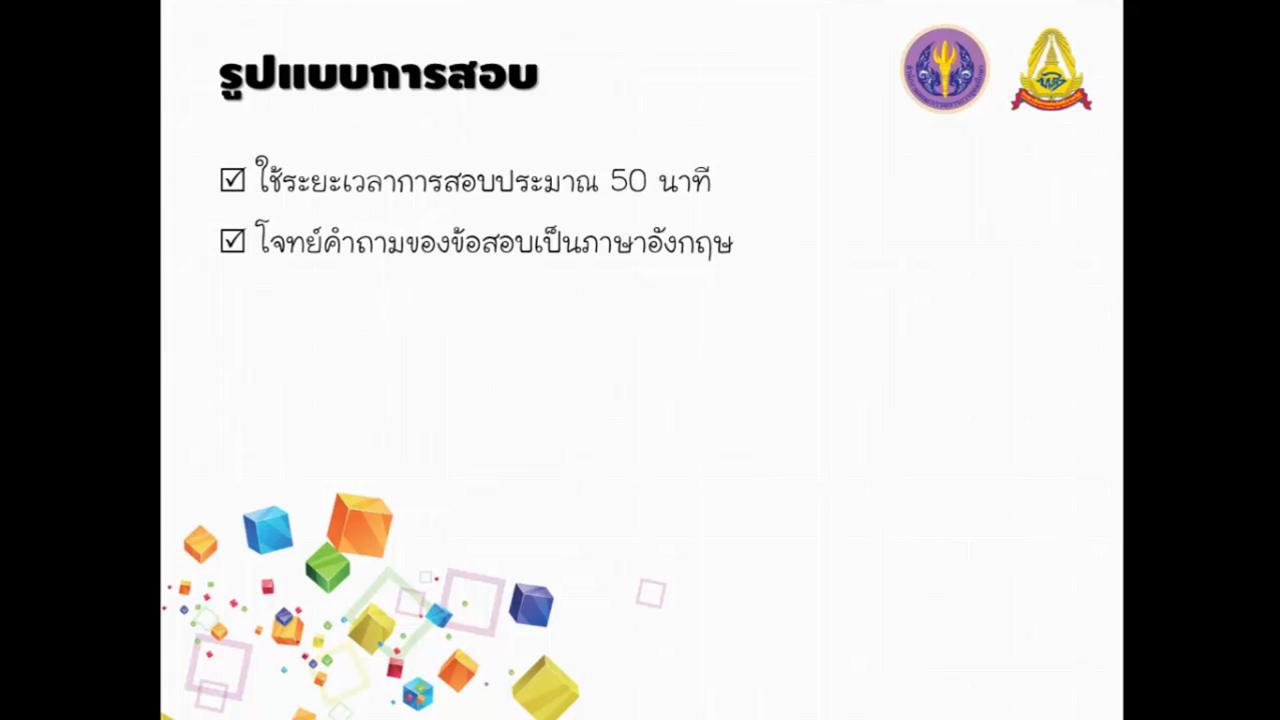 รูปแบบการสอบ
☑ ใช้ระยะเวลาการสอบประมาณ 50 นาที
☑ โจทย์คำถามของข้อสอบเป็นภาษาอังกฤษ